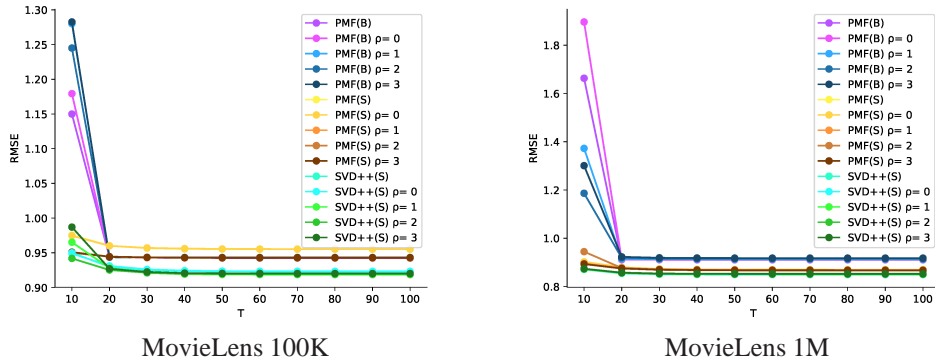 1.30
1.25
1.20
1.15
1.10
1.05
1.00
0.95
0.90
RMSE
10 20 30 40 50 60 70 80 90 100
T
PMF(B)
PMF(B) ρ= 0
PMF(B) ρ= 1
PMF(B) ρ= 2
PMF(B) ρ= 3
PMF(S)
PMF(S) ρ= 0
PMF(S) ρ= 1
PMF(S) ρ= 2
PMF(S) ρ= 3
SVD++(S)
SVD++(S) ρ= 0
SVD++(S) ρ= 1
SVD++(S) ρ= 2
SVD++(S) ρ= 3
MovieLens 100K
1.8
1.6
1.4
1.2
1.0
0.8
RMSE
10 20 30 40 50 60 70 80 90 100
T
PMF(B)
PMF(B) ρ= 0
PMF(B) ρ= 1
PMF(B) ρ= 2
PMF(B) ρ= 3
PMF(S)
PMF(S) ρ= 0
PMF(S) ρ= 1
PMF(S) ρ= 2
PMF(S) ρ= 3
SVD++(S)
SVD++(S) ρ= 0
SVD++(S) ρ= 1
SVD++(S) ρ= 2
SVD++(S) ρ= 3
MovieLens 1M